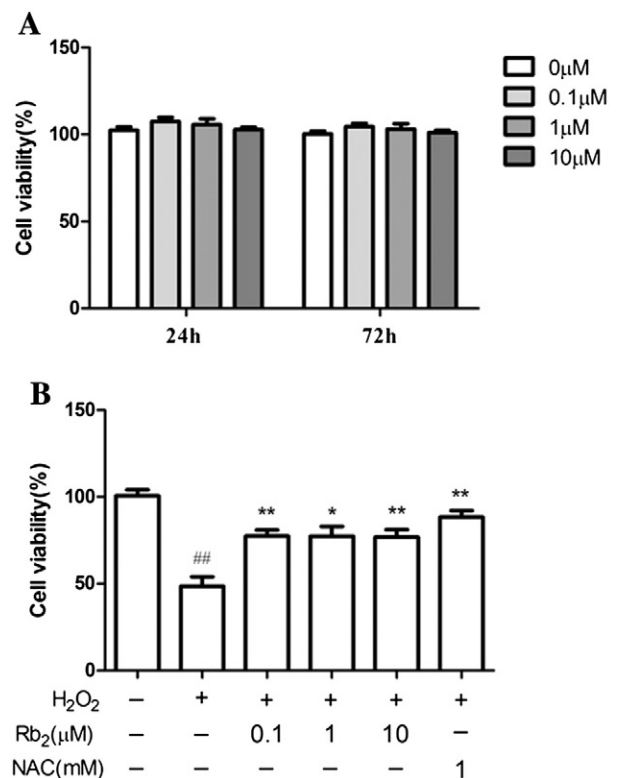 A
Cell viability(%)
150
100
50
0
24h
72h
0μM
0.1μM
1μM
10μM
B
Cell viability(%)
150
100
50
0
##
**
*
**
**
H₂O₂ – + + + + +
Rb₂(μM) – – 0.1 1 10 –
NAC(mM) – – – – – 1